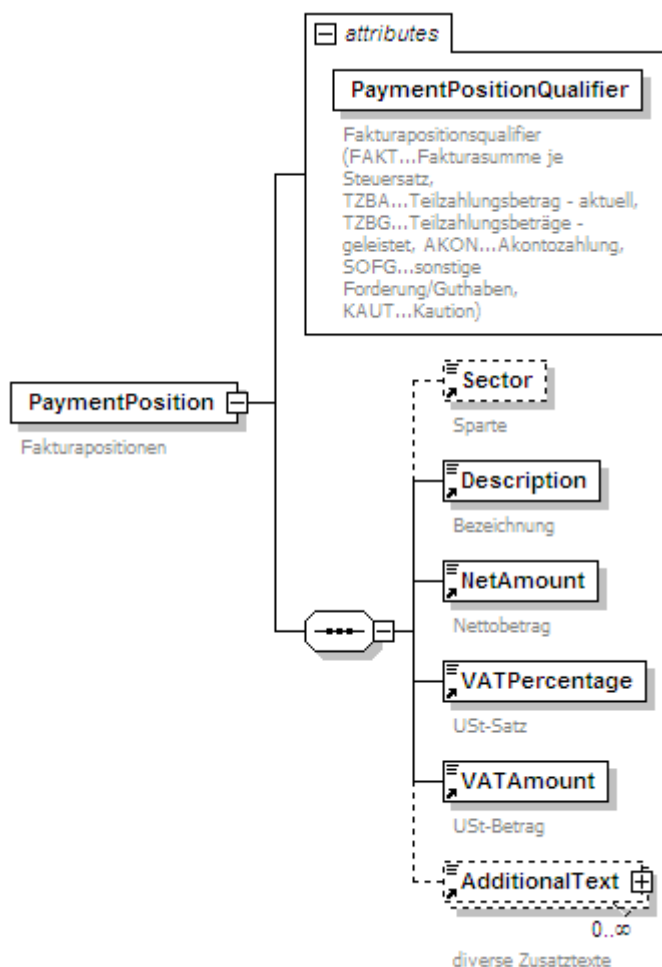 attributes
PaymentPositionQualifier
Fakturapositionsqualifier
(FAKT...Fakturasumme je
Steuersatz,
TZBA...Teilzahlungsbetrag - aktuell,
TZBG...Teilzahlungsbeträge -
geleistet, AKON...Akontozahlung,
SOFG...sonstige
Forderung/Guthaben,
KAUT...Kaution)
PaymentPosition
Fakturapositionen
Sector
Sparte
Description
Bezeichnung
NetAmount
Nettobetrag
VATPercentage
USt-Satz
VATAmount
USt-Betrag
AdditionalText
0..∞
diverse Zusatztexte